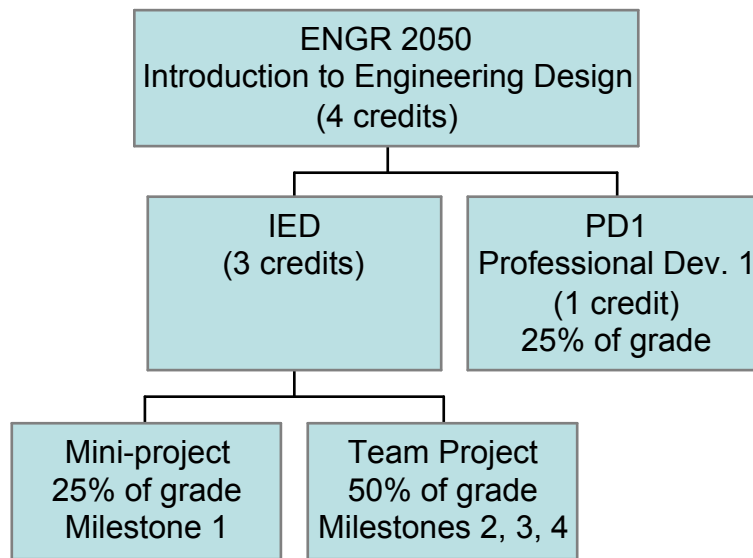 ENGR 2050
Introduction to Engineering Design
(4 credits)
IED
(3 credits)
PD1
Professional Dev. 1
(1 credit)
25% of grade
Mini-project
25% of grade
Milestone 1
Team Project
50% of grade
Milestones 2, 3, 4